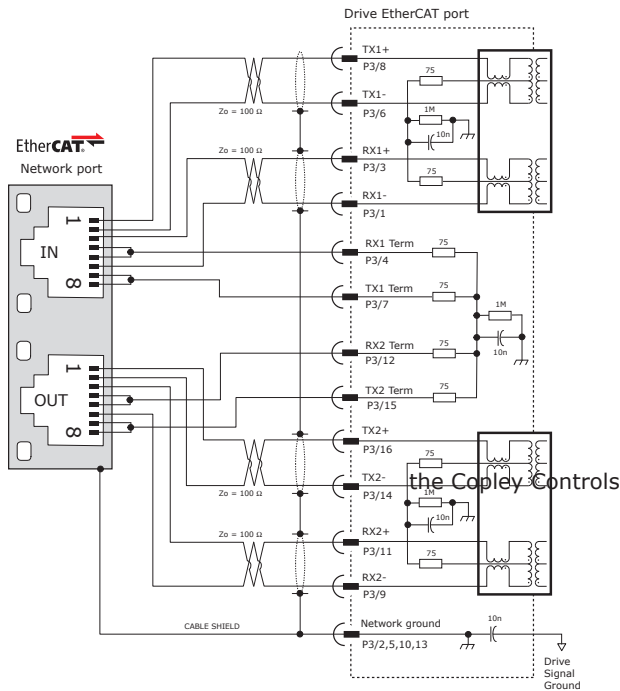 Drive EtherCAT port
TX1+
P3/8
75
TX1-
P3/6
1M
10n
Zo = 100 Ω
EtherCAT®
Network port
Zo = 100 Ω
RX1+
P3/3
75
RX1-
P3/1
1
IN
8
RX1 Term
P3/4
75
TX1 Term
P3/7
75
1M
10n
RX2 Term
P3/12
75
TX2 Term
P3/15
75
1
OUT
8
TX2+
P3/16
75
TX2-
P3/14
the Copley Controls
1M
10n
Zo = 100 Ω
Zo = 100 Ω
RX2+
P3/11
75
RX2-
P3/9
CABLE SHIELD
Network ground
P3/2,5,10,13
10n
Drive
Signal
Ground